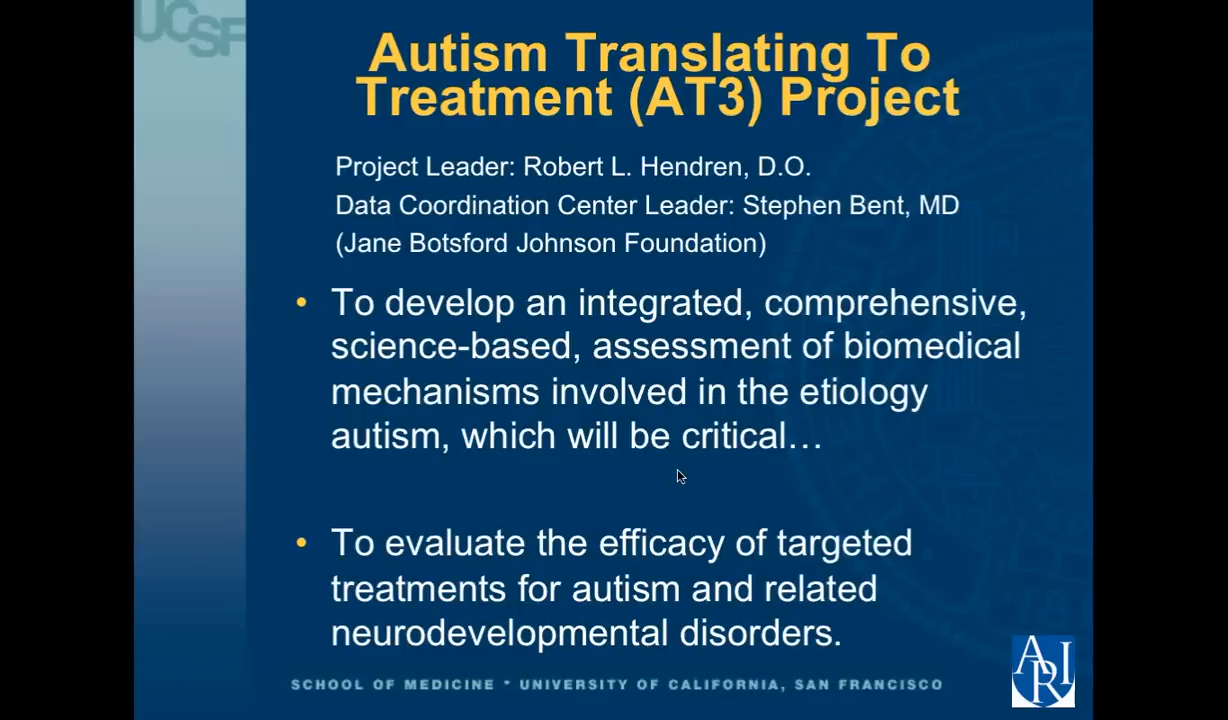 UCSF
Autism Translating To
Treatment (AT3) Project
Project Leader: Robert L. Hendren, D.O.
Data Coordination Center Leader: Stephen Bent, MD
(Jane Botsford Johnson Foundation)
• To develop an integrated, comprehensive,
science-based, assessment of biomedical
mechanisms involved in the etiology
autism, which will be critical…
• To evaluate the efficacy of targeted
treatments for autism and related
neurodevelopmental disorders.
SCHOOL OF MEDICINE * UNIVERSITY OF CALIFORNIA, SAN FRANCISCO
ARI